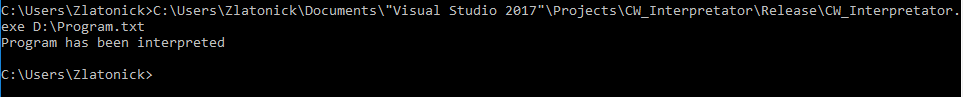 C:\Users\Zlatonick>C:\Users\Zlatonick\Documents\"Visual Studio 2017"\Projects\CW_Interpretator\Release\CW_Interpretator.
exe D:\Program.txt
Program has been interpreted
C:\Users\Zlatonick>